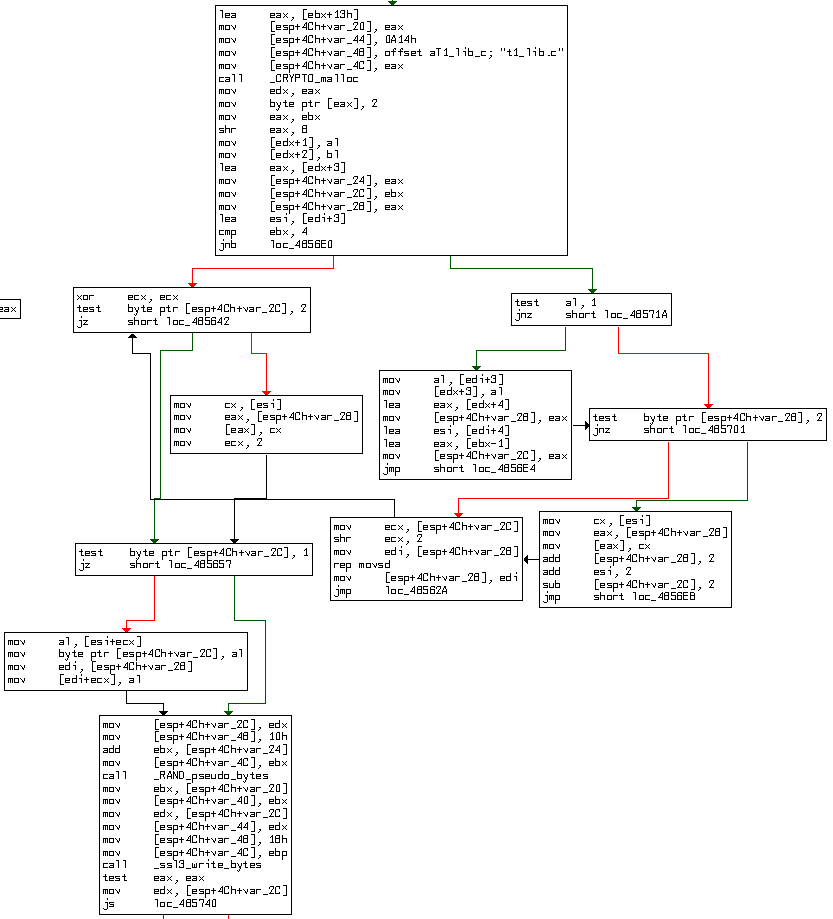 lea eax, [ebx+13h]
mov [esp+4Ch+var_20], eax
mov [esp+4Ch+var_44], 0A14h
mov [esp+4Ch+var_48], offset aT1_lib_c; "t1_lib.c"
mov [esp+4Ch+var_4C], eax
call _CRYPTO_malloc
mov edx, eax
mov byte ptr [eax], 2
mov eax, ebx
shr eax, 8
mov [edx+1], al
mov [edx+2], bl
lea eax, [edx+3]
mov [esp+4Ch+var_24], eax
mov [esp+4Ch+var_2C], ebx
mov [esp+4Ch+var_28], eax
lea esi, [edi+3]
cmp ebx, 4
jnb loc_4856E0
eax
xor ecx, ecx
test byte ptr [esp+4Ch+var_2C], 2
jz short loc_485642
test al, 1
jnz short loc_48571A
mov cx, [esi]
mov eax, [esp+4Ch+var_28]
mov [eax], cx
mov ecx, 2
mov al, [edi+3]
mov [edx+3], al
lea eax, [edx+4]
mov [esp+4Ch+var_28], eax
lea esi, [edi+4]
lea eax, [ebx-1]
mov [esp+4Ch+var_2C], eax
jmp short loc_4856E4
test byte ptr [esp+4Ch+var_28], 2
jnz short loc_485701
mov ecx, [esp+4Ch+var_2C]
shr ecx, 2
mov edi, [esp+4Ch+var_28]
rep movsd
mov [esp+4Ch+var_28], edi
jmp loc_48562A
mov cx, [esi]
mov eax, [esp+4Ch+var_28]
mov [eax], cx
add [esp+4Ch+var_28], 2
add esi, 2
sub [esp+4Ch+var_2C], 2
jmp short loc_4856EB
test byte ptr [esp+4Ch+var_2C], 1
jz short loc_485657
mov al, [esi+ecx]
mov byte ptr [esp+4Ch+var_2C], al
mov edi, [esp+4Ch+var_28]
mov [edi+ecx], al
mov [esp+4Ch+var_2C], edx
mov [esp+4Ch+var_48], 10h
add ebx, [esp+4Ch+var_24]
mov [esp+4Ch+var_4C], ebx
call _RAND_pseudo_bytes
mov ebx, [esp+4Ch+var_20]
mov [esp+4Ch+var_40], ebx
mov edx, [esp+4Ch+var_2C]
mov [esp+4Ch+var_44], edx
mov [esp+4Ch+var_48], 18h
mov [esp+4Ch+var_4C], ebp
call _ssl3_write_bytes
test eax, eax
mov edx, [esp+4Ch+var_2C]
js loc_485740